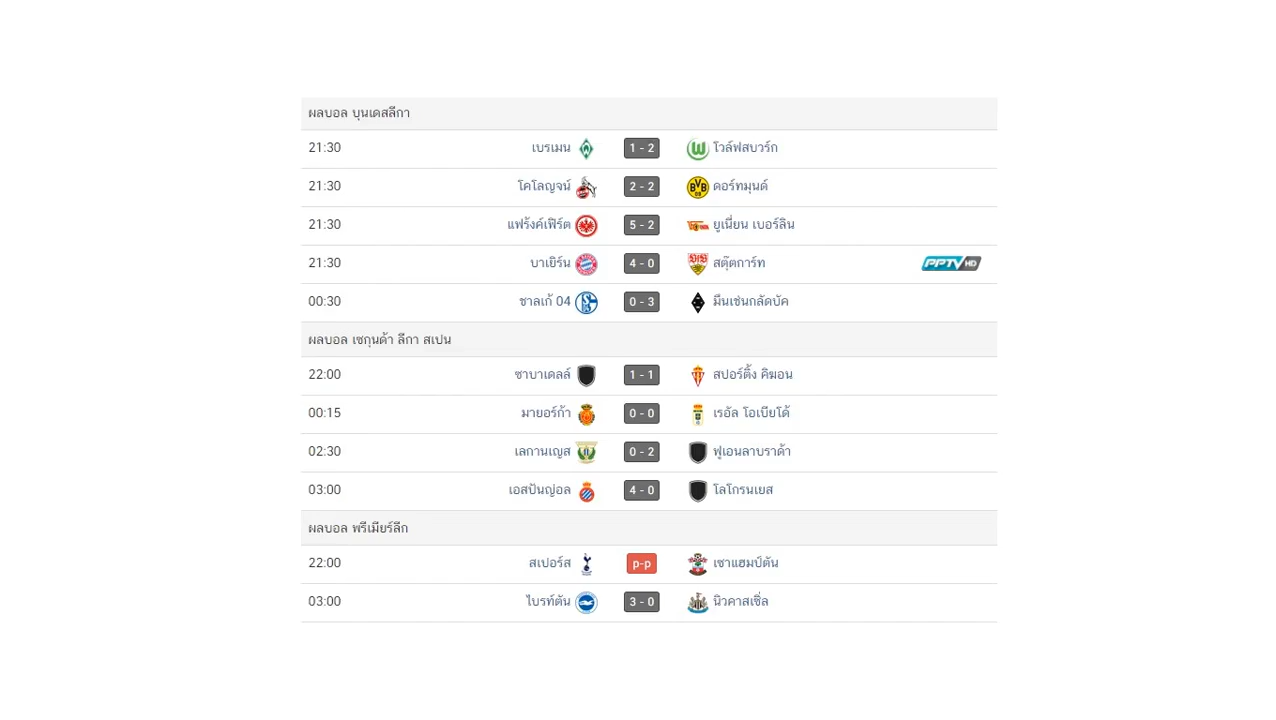 ผลบอล บุนเดสลีกา
21:30 เบรเมน 1 - 2 โวล์ฟสบวร์ก
21:30 โคโลญจน์ 2 - 2 BVB 09 ดอร์ทมุนด์
21:30 แฟร้งค์เฟิร์ต 5 - 2 ยูเนี่ยน เบอร์ลิน
21:30 บาเยิร์น 4 - 0 สตุ๊ตการ์ท PPTV HD
00:30 ชาลเก้ 04 0 - 3 มึนเช่นกลัดบัค
ผลบอล เซกุนด้า ลีกา สเปน
22:00 ซาบาเดลล์ 1 - 1 สปอร์ติ้ง คิฆอน
00:15 มายอร์ก้า 0 - 0 เรอัล โอเบียโด้
02:30 เลกานเญส 0 - 2 ฟูเอนลาบราด้า
03:00 เอสปันญ่อล 4 - 0 โลโกรนเยส
ผลบอล พรีเมียร์ลีก
22:00 สเปอร์ส p-p เซาแฮมป์ตัน
03:00 ไบรท์ตัน 3 - 0 นิวคาสเซิ่ล